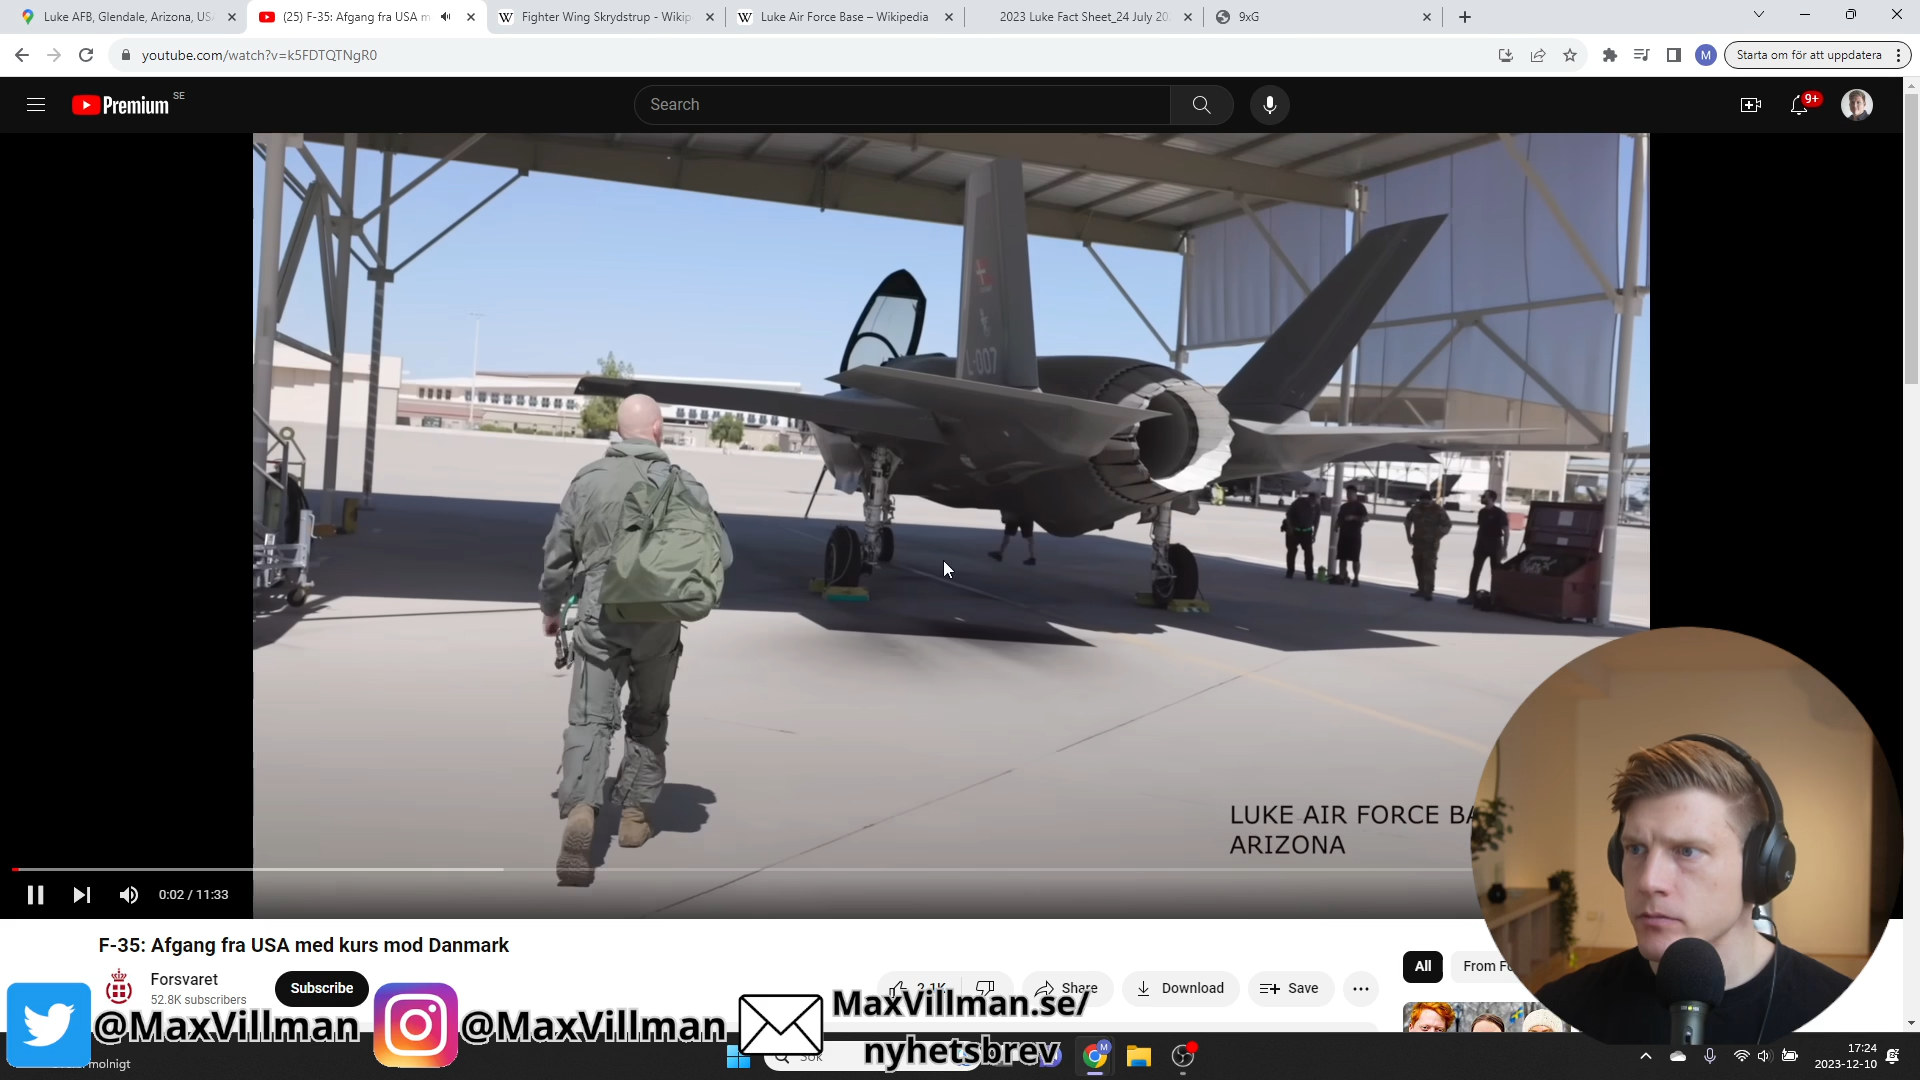 Luke AFB, Glendale, Arizona, US
(25) F-35: Afgang fra USA m
Fighter Wing Skrydstrup - Wikip
Luke Air Force Base – Wikipedia
2023 Luke Fact Sheet_24 July 20
9xG
youtube.com/watch?v=k5FDTQTNgR0
M
Starta om för att uppdatera
Premium SE
Search
9+
L-007
LUKE AIR FORCE BA
ARIZONA
0:02 / 11:33
F-35: Afgang fra USA med kurs mod Danmark
Forsvaret
52.8K subscribers
Subscribe
2.1K
Share
Download
Save
All
From Fo
@MaxVillman
@MaxVillman
MaxVillman.se/
nyhetsbrev
molnigt
Sök
M
17:24
2023-12-10